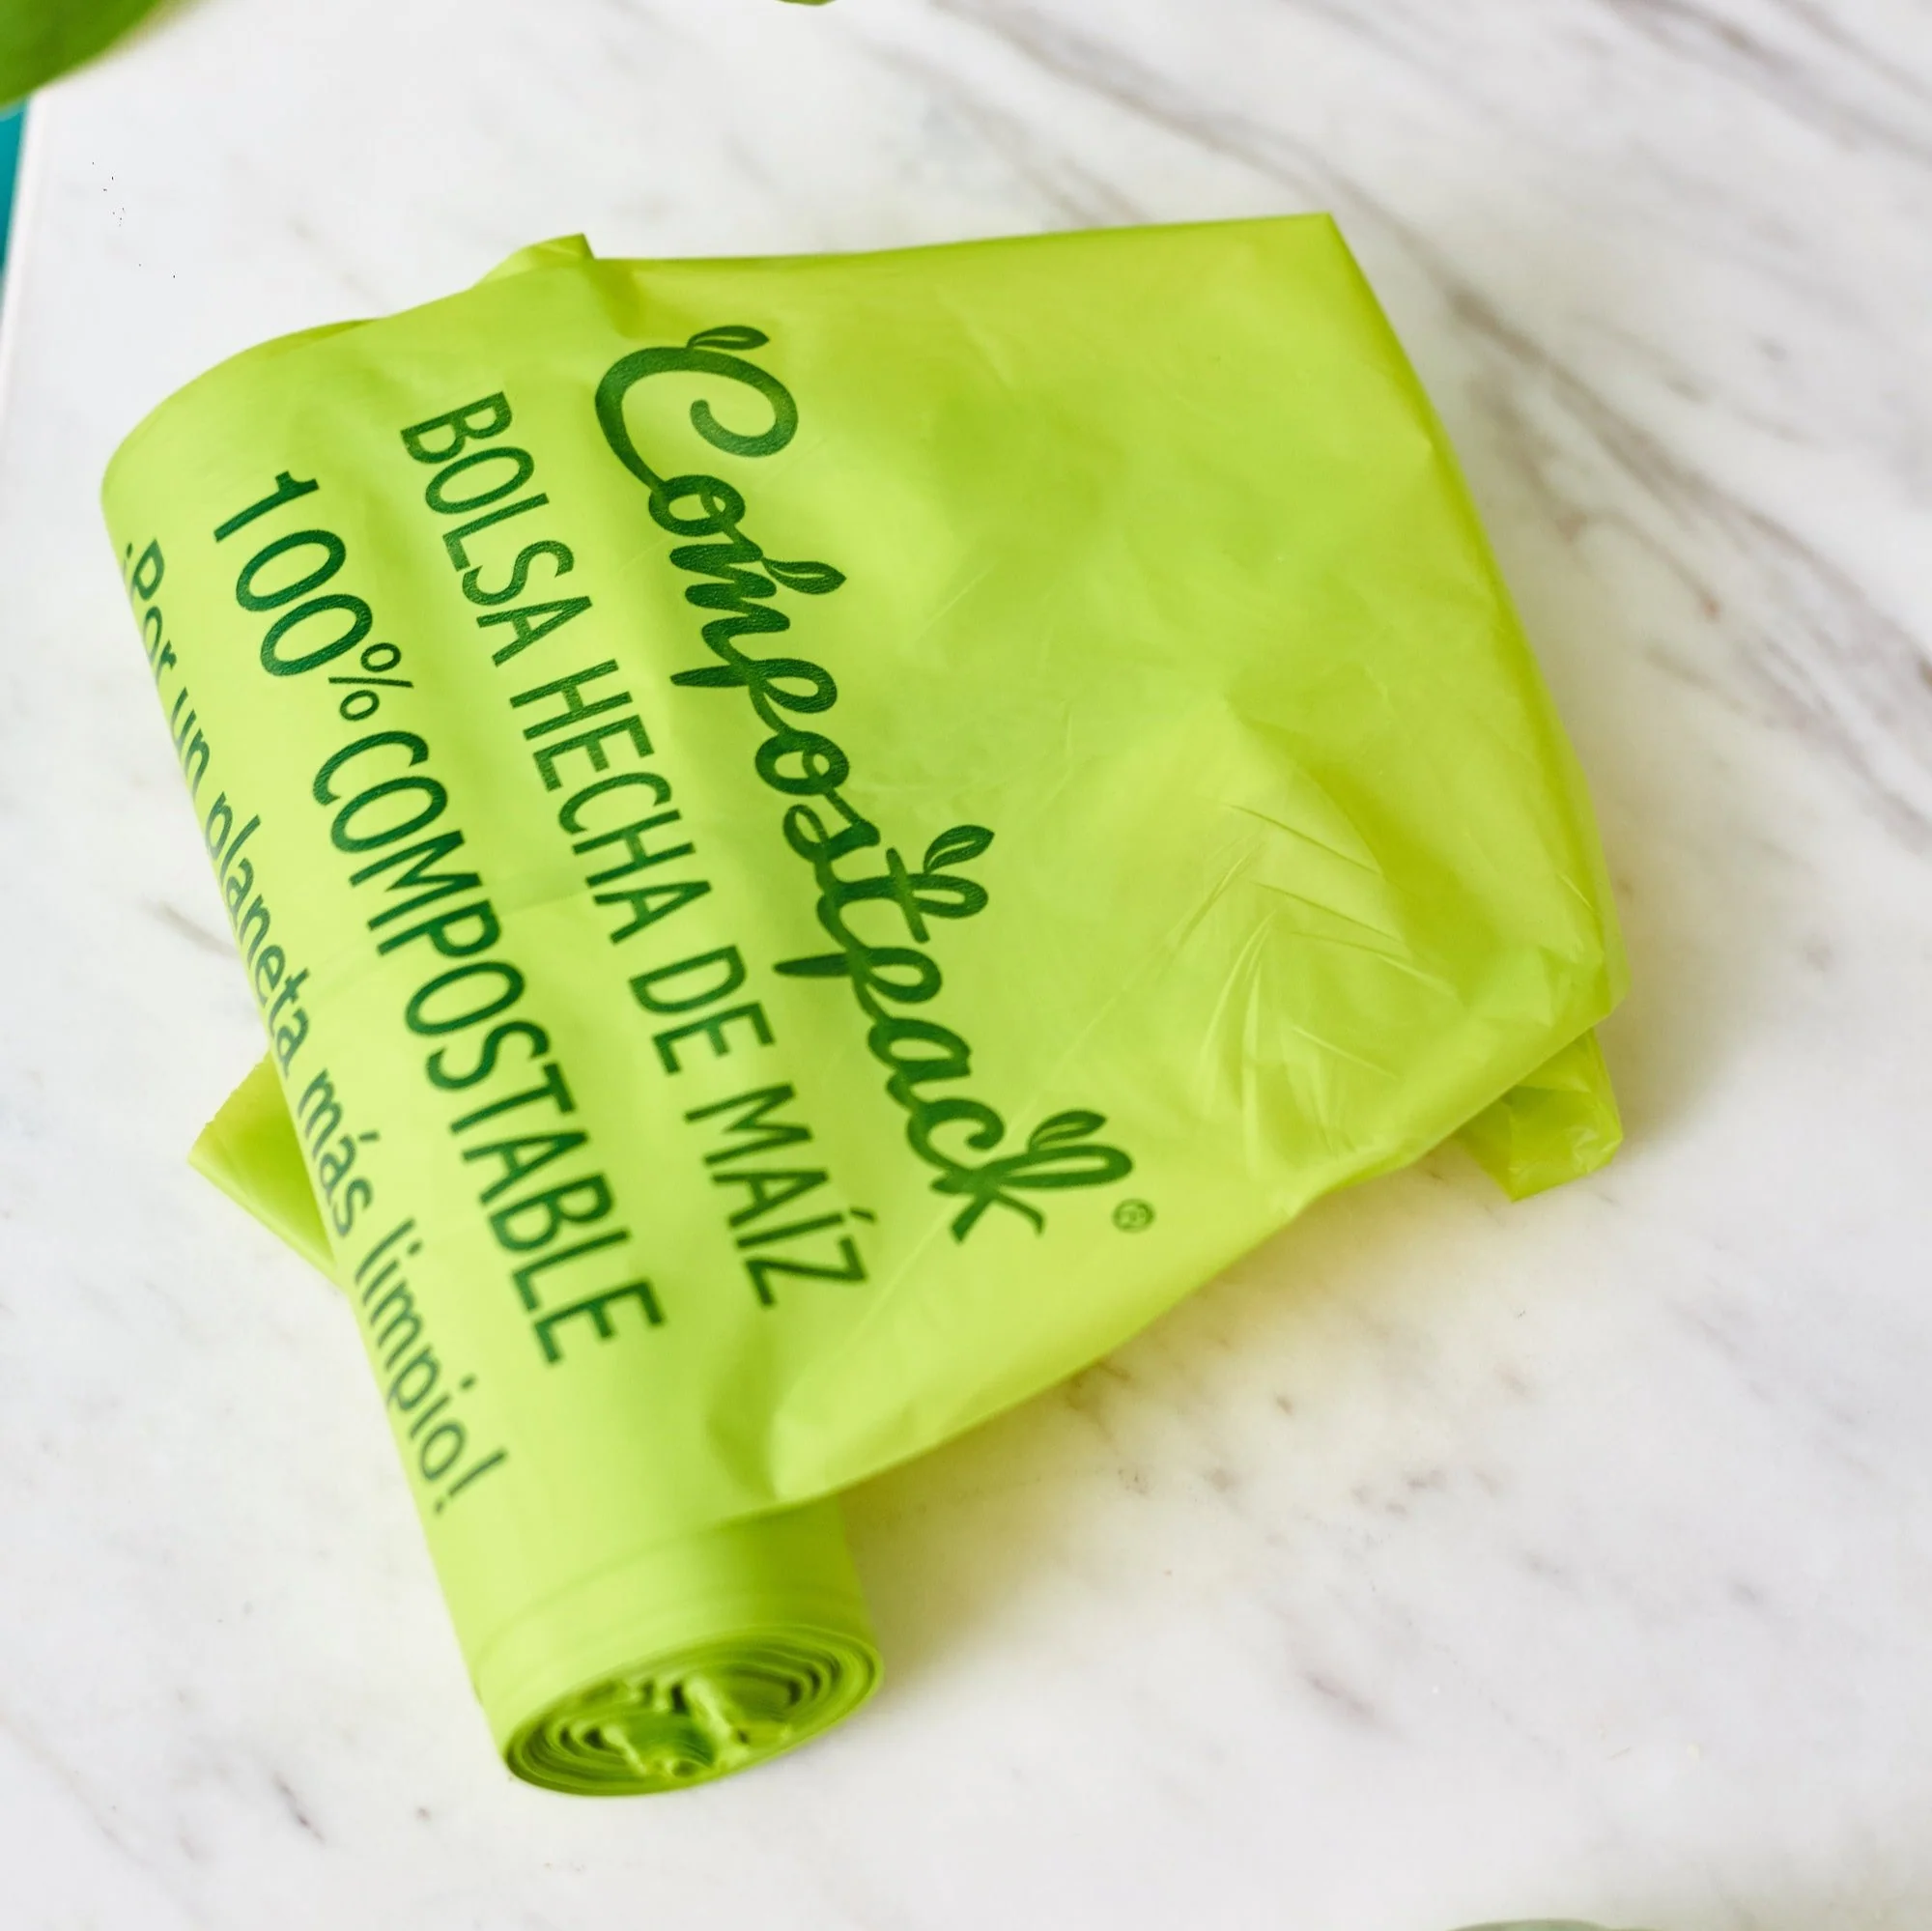 Compostpack®
BOLSA HECHA DE MAÍZ
100% COMPOSTABLE
¡Por un planeta más limpio!